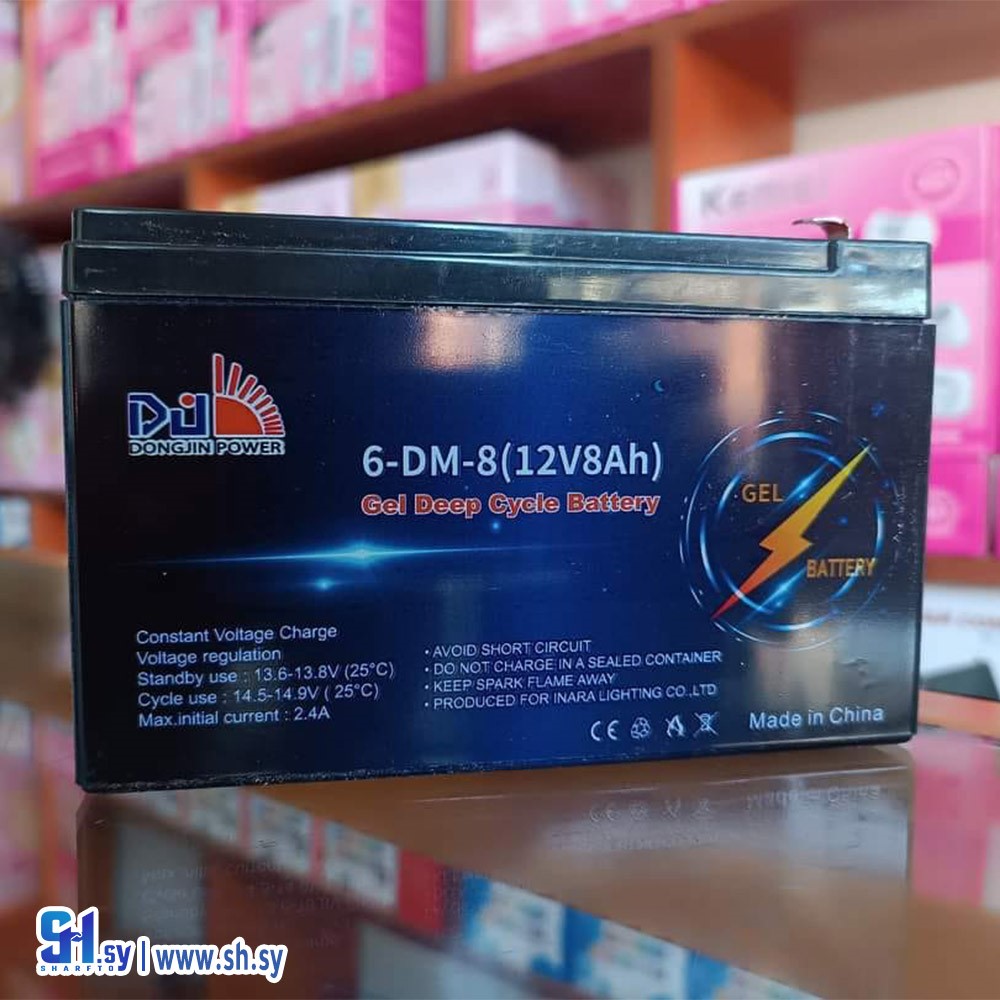 Kemei
DJ
DONGJIN POWER
6-DM-8(12V8Ah)
Gel Deep Cycle Battery
GEL
BATTERY
Constant Voltage Charge
Voltage regulation
Standby use : 13.6-13.8V (25°C)
Cycle use : 14.5-14.9V ( 25°C)
Max.initial current : 2.4A
• AVOID SHORT CIRCUIT
• DO NOT CHARGE IN A SEALED CONTAINER
• KEEP SPARK FLAME AWAY
• PRODUCED FOR INARA LIGHTING CO.,LTD
CE
Made in China
SH.sy | www.sh.sy
SHARFTO